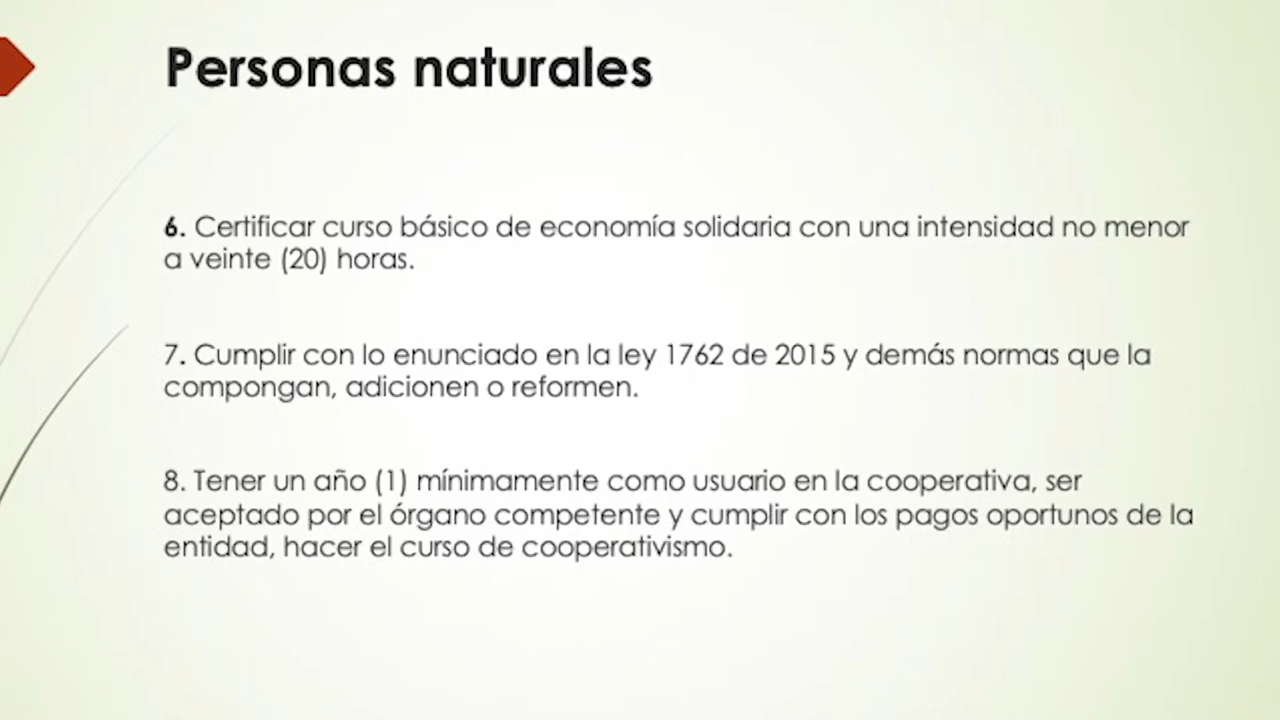 Personas naturales
6. Certificar curso básico de economía solidaria con una intensidad no menor
a veinte (20) horas.
7. Cumplir con lo enunciado en la ley 1762 de 2015 y demás normas que la
compongan, adicionen o reformen.
8. Tener un año (1) mínimamente como usuario en la cooperativa, ser
aceptado por el órgano competente y cumplir con los pagos oportunos de la
entidad, hacer el curso de cooperativismo.